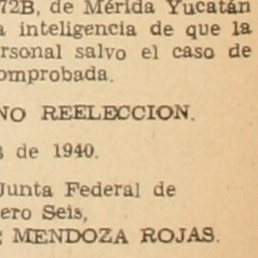 72B, de Mérida Yucatán
inteligencia de que la
ersonal salvo el caso de
omprobada.
NO REELECCION.
de 1940.
Junta Federal de
ero Seis,
MENDOZA ROJAS.